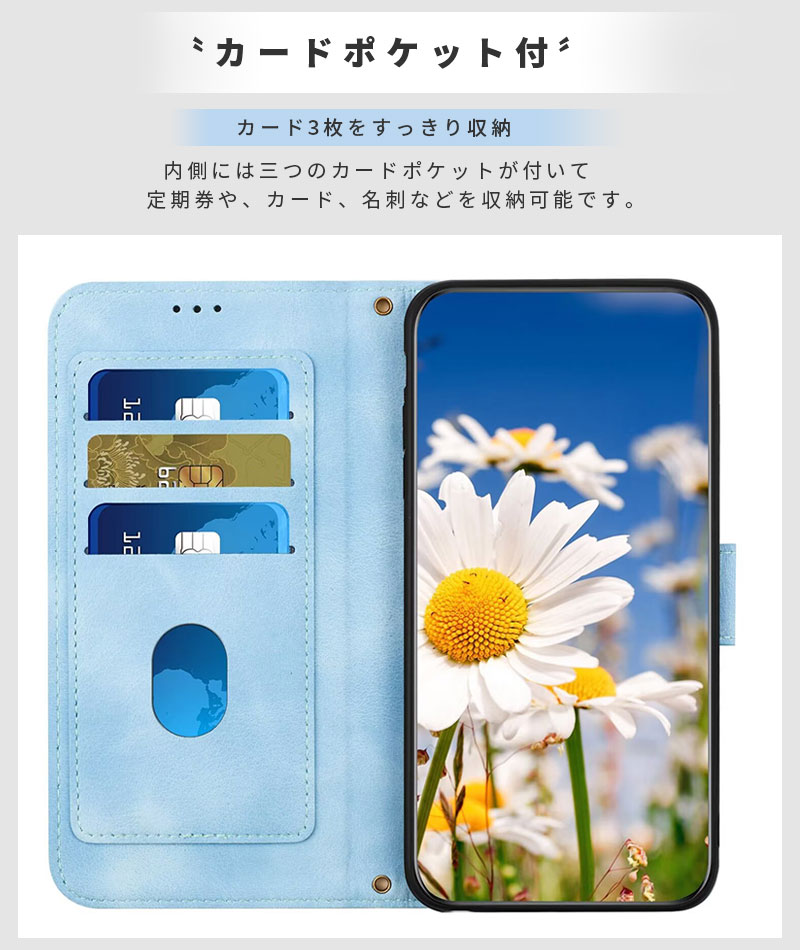 〝カードポケット付〞
カード3枚をすっきり収納
内側には三つのカードポケットが付いて
定期券や、カード、名刺などを収納可能です。